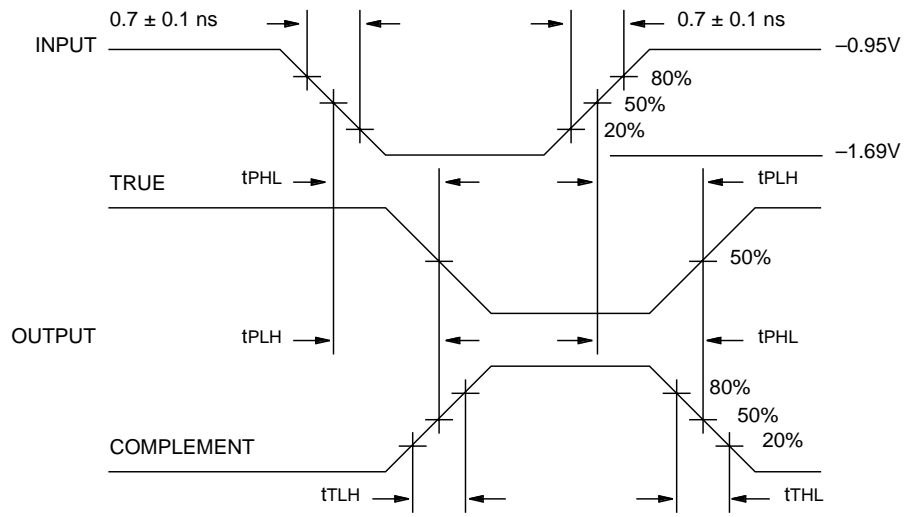 0.7 ± 0.1 ns 0.7 ± 0.1 ns
INPUT –0.95V
80%
50%
20%
–1.69V
tPHL tPLH
TRUE
50%
OUTPUT tPLH tPHL
80%
50%
COMPLEMENT 20%
tTLH tTHL